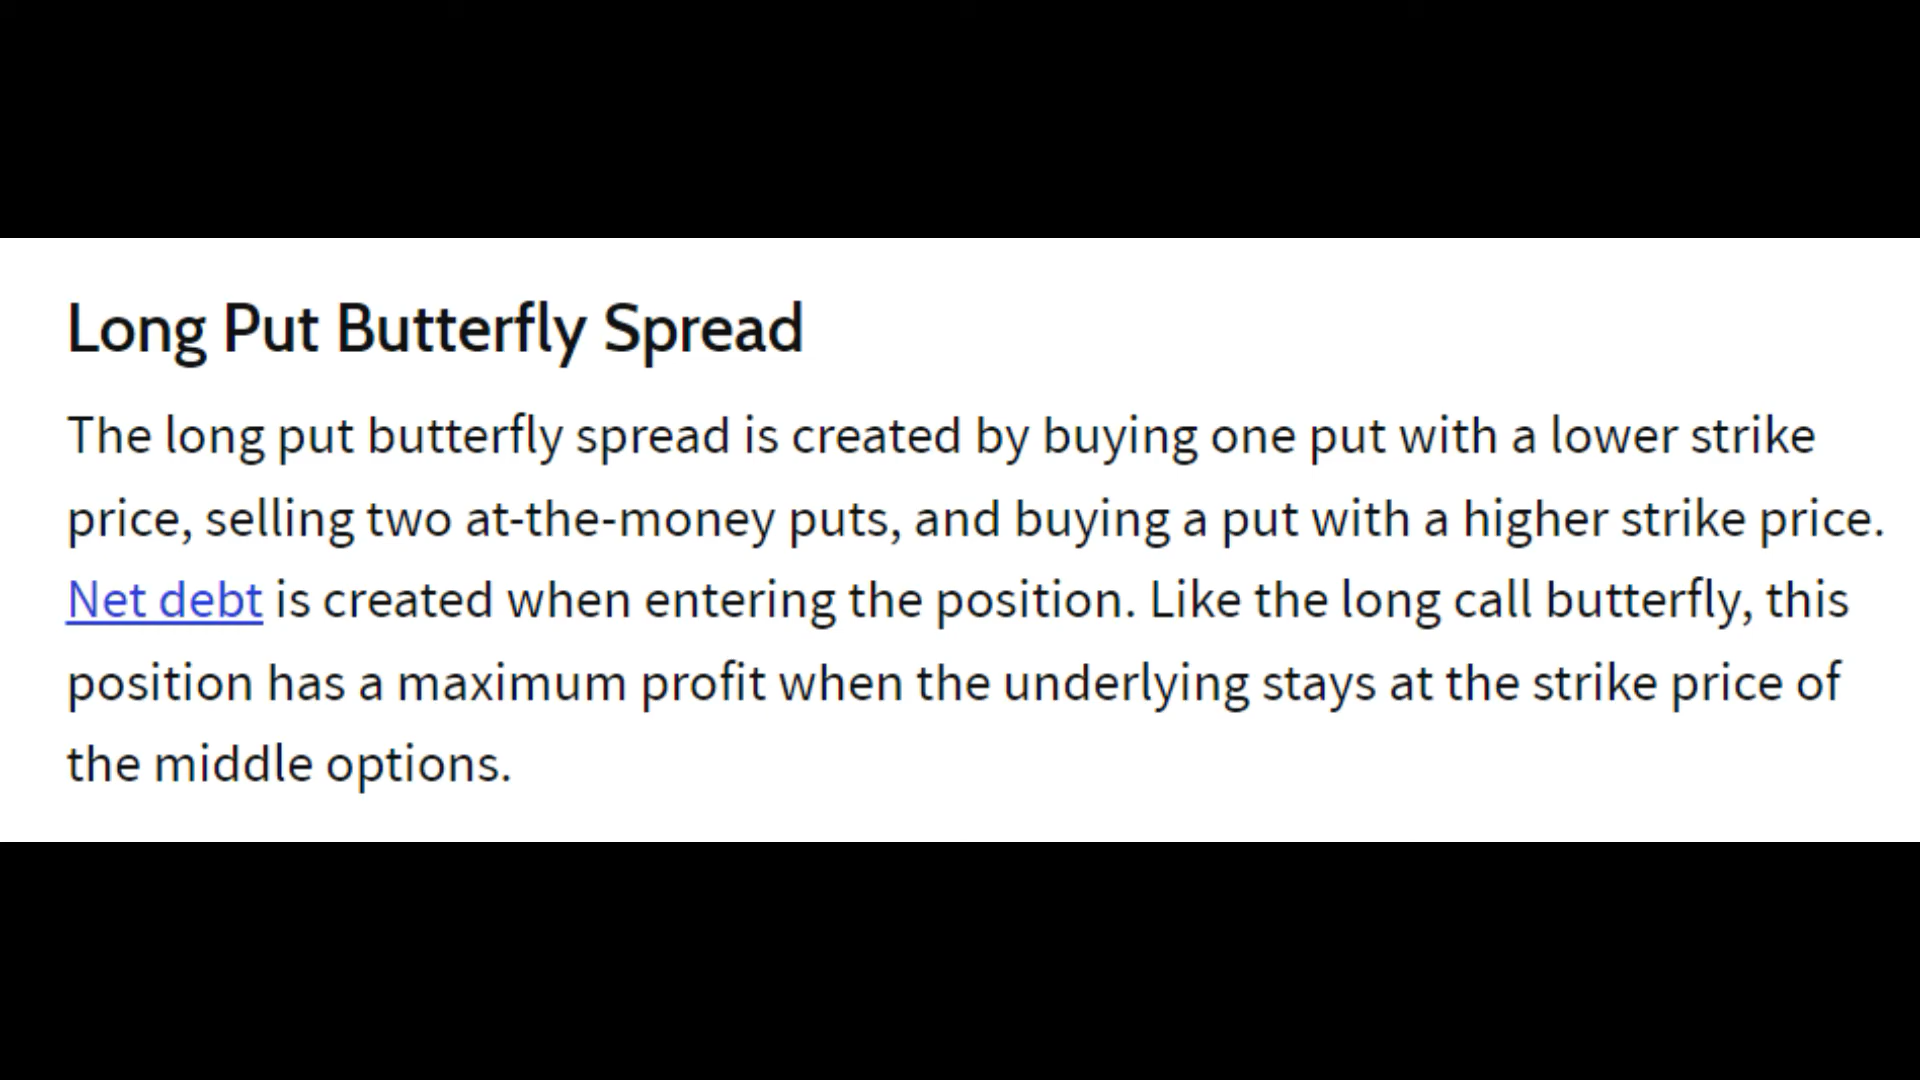 Long Put Butterfly Spread
The long put butterfly spread is created by buying one put with a lower strike
price, selling two at-the-money puts, and buying a put with a higher strike price.
Net debt is created when entering the position. Like the long call butterfly, this
position has a maximum profit when the underlying stays at the strike price of
the middle options.